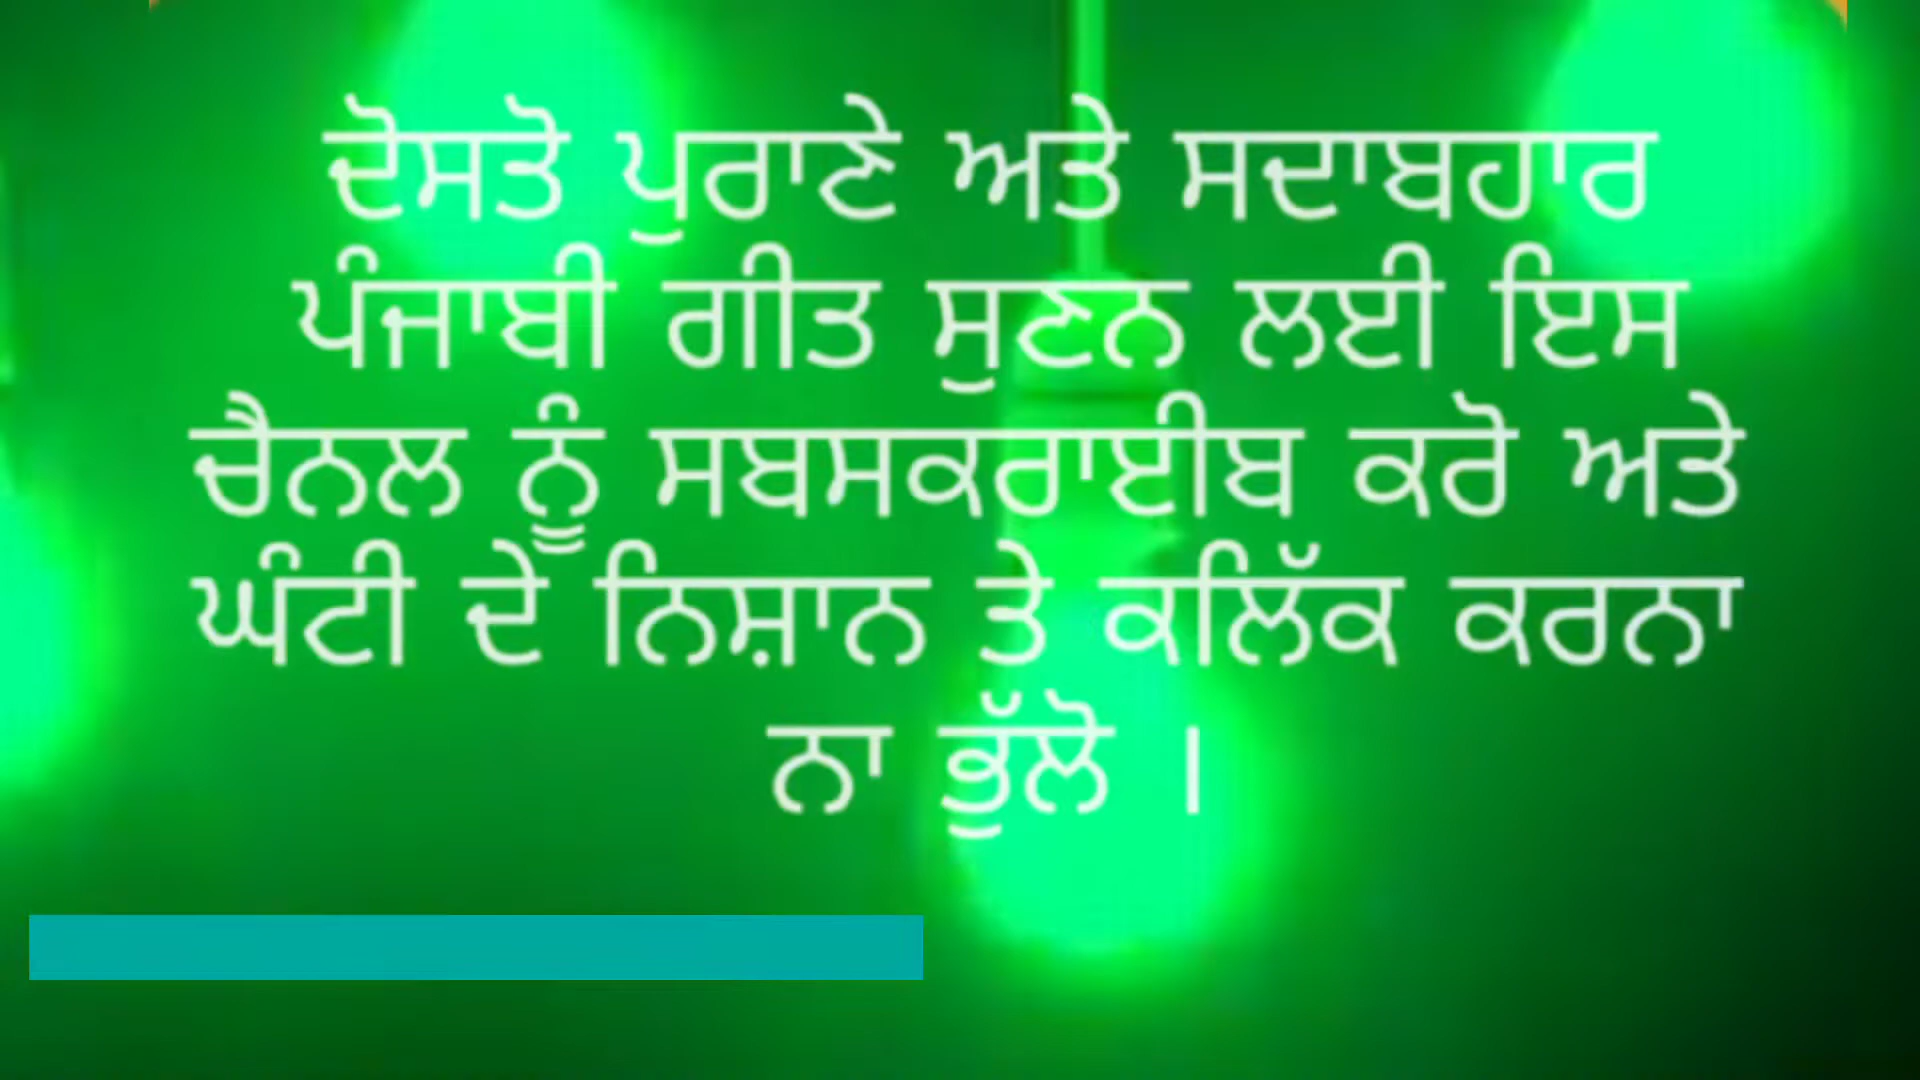 ਦੋਸਤੋ ਪੁਰਾਣੇ ਅਤੇ ਸਦਾਬਹਾਰ
ਪੰਜਾਬੀ ਗੀਤ ਸੁਣਨ ਲਈ ਇਸ
ਚੈਨਲ ਨੂੰ ਸਬਸਕਰਾਈਬ ਕਰੋ ਅਤੇ
ਘੰਟੀ ਦੇ ਨਿਸ਼ਾਨ ਤੇ ਕਲਿੱਕ ਕਰਨਾ
ਨਾ ਭੁੱਲੋ ।